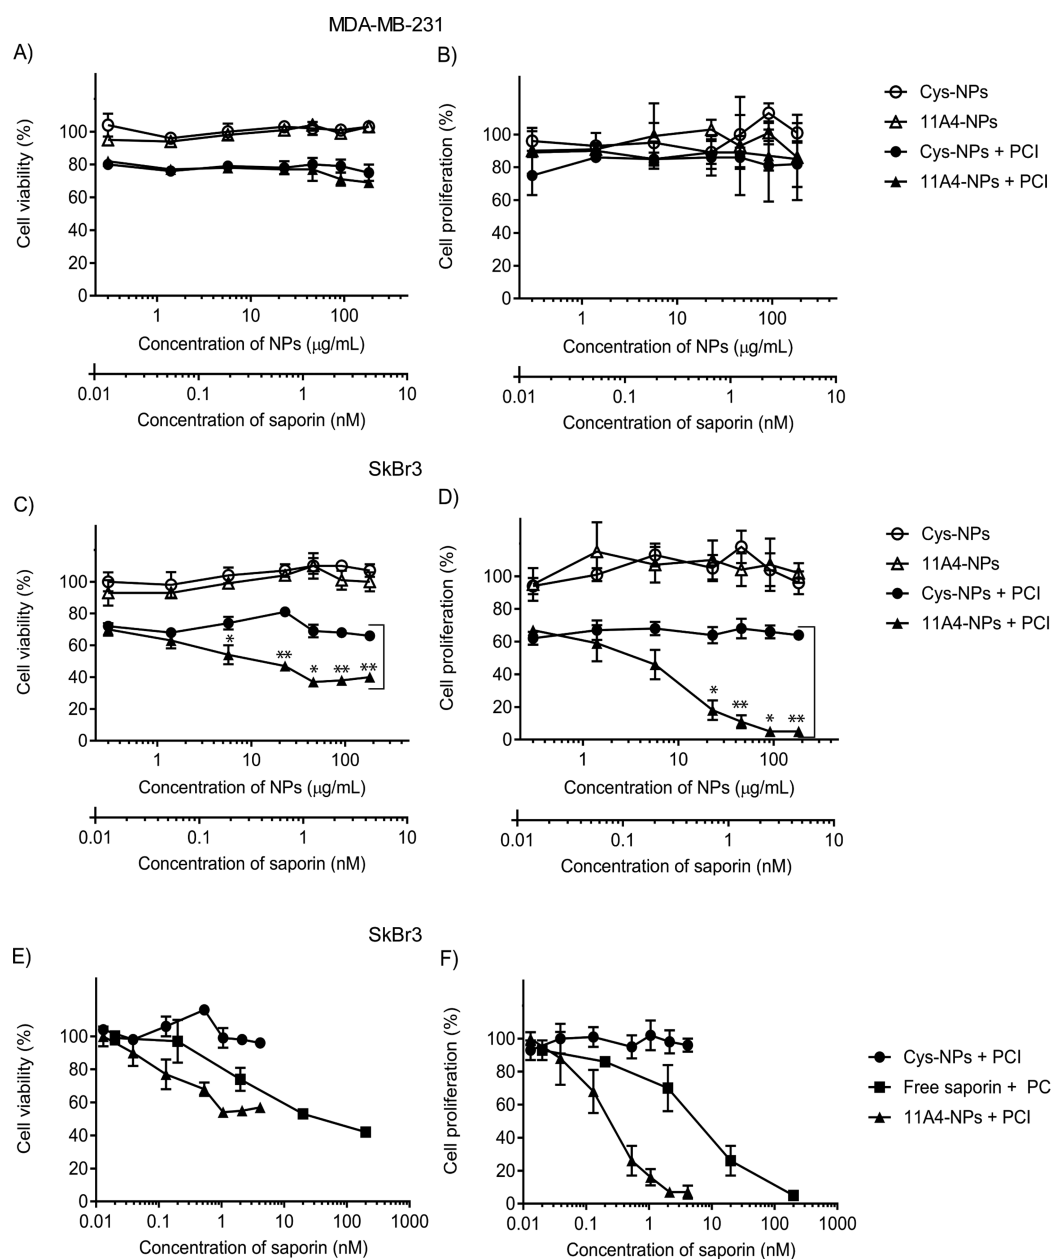 MDA-MB-231
A)
B)
Cell viability (%)
100
80
60
40
20
0
1 10 100
Concentration of NPs (μg/mL)
0.01 0.1 1 10
Concentration of saporin (nM)
Cell proliferation (%)
100
80
60
40
20
0
1 10 100
Concentration of NPs (μg/mL)
0.01 0.1 1 10
Concentration of saporin (nM)
Cys-NPs
11A4-NPs
Cys-NPs + PCI
11A4-NPs + PCI
SkBr3
C)
D)
Cell viability (%)
100
80
60
40
20
0
* ** * ** **
1 10 100
Concentration of NPs (μg/mL)
0.01 0.1 1 10
Concentration of saporin (nM)
Cell proliferation (%)
100
80
60
40
20
0
* ** * **
1 10 100
Concentration of NPs (μg/mL)
0.01 0.1 1 10
Concentration of saporin (nM)
Cys-NPs
11A4-NPs
Cys-NPs + PCI
11A4-NPs + PCI
SkBr3
E)
F)
Cell viability (%)
100
80
60
40
20
0
0.01 0.1 1 10 100 1000
Concentration of saporin (nM)
Cell proliferation (%)
100
80
60
40
20
0
0.01 0.1 1 10 100 1000
Concentration of saporin (nM)
Cys-NPs + PCI
Free saporin + PC
11A4-NPs + PCI